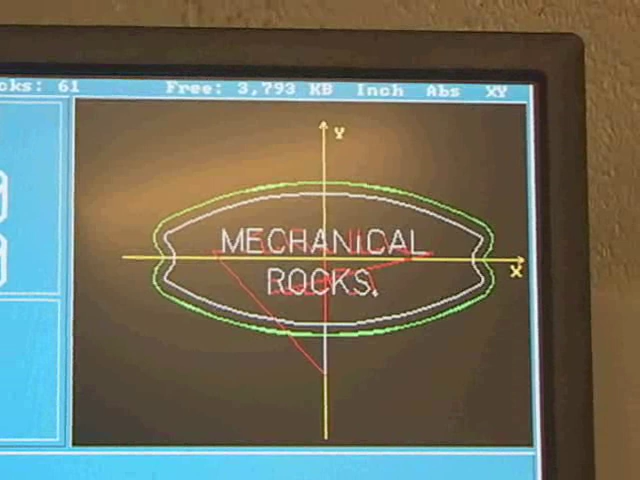 cks: 61 Free: 3,793 KB Inch Abs XY
Y
MECHANICAL
X
ROCKS.